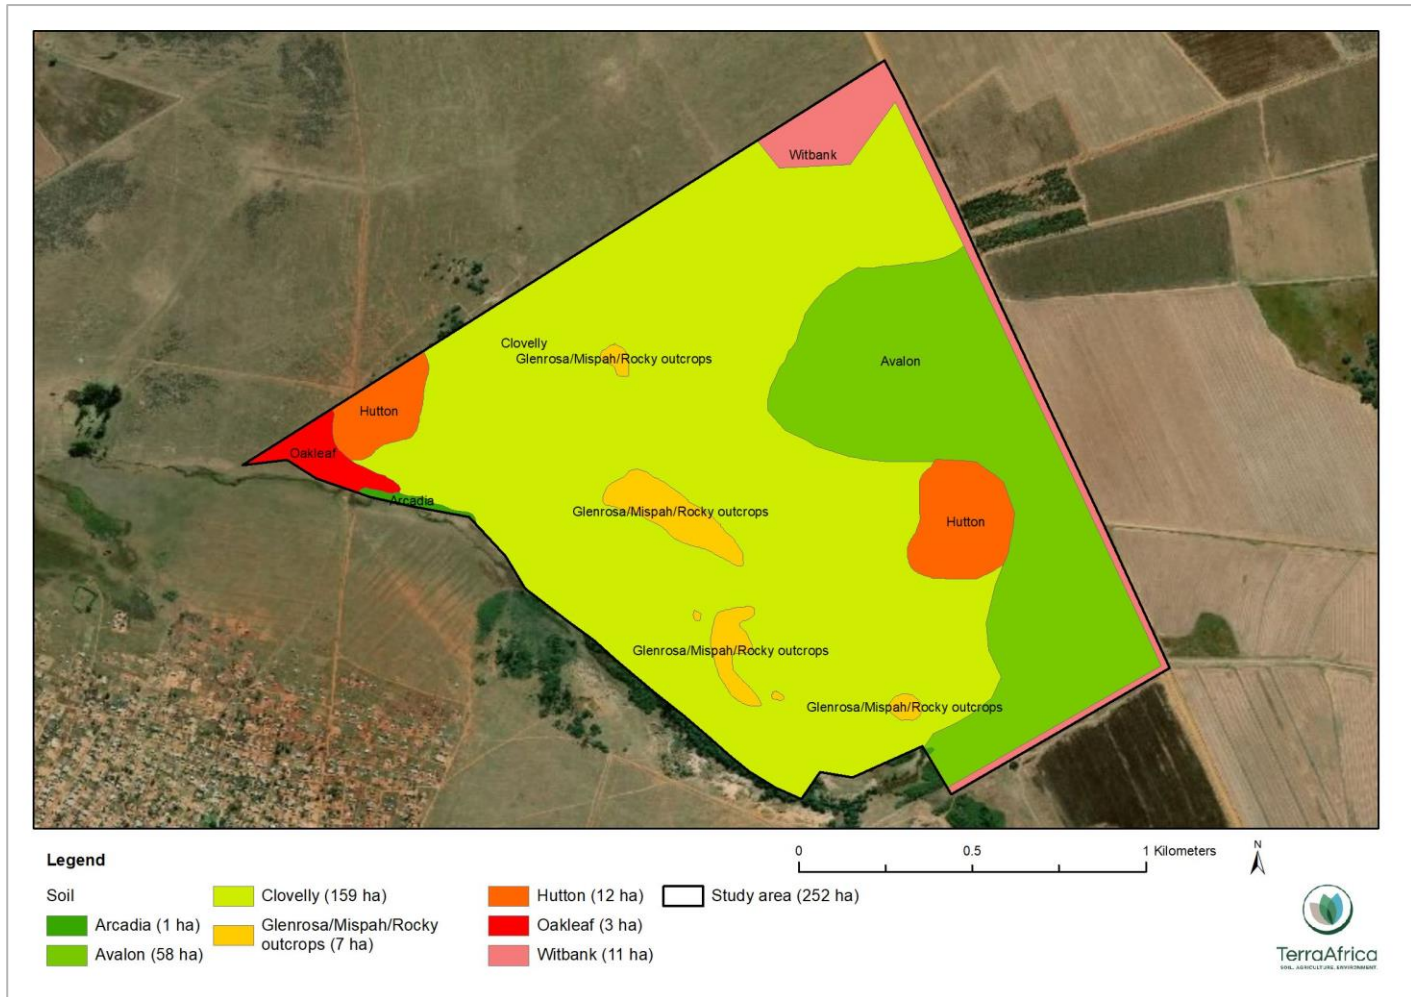 Witbank
Clovelly
Glenrosa/Mispah/Rocky outcrops
Avalon
Hutton
Oakleaf
Arcadia
Glenrosa/Mispah/Rocky outcrops
Hutton
Glenrosa/Mispah/Rocky outcrops
Glenrosa/Mispah/Rocky outcrops
Legend
Soil
Arcadia (1 ha)
Avalon (58 ha)
Clovelly (159 ha)
Glenrosa/Mispah/Rocky
outcrops (7 ha)
Hutton (12 ha)
Oakleaf (3 ha)
Witbank (11 ha)
Study area (252 ha)
0 0.5 1 Kilometers
N
TerraAfrica
SOIL. AGRICULTURE. ENVIRONMENT.